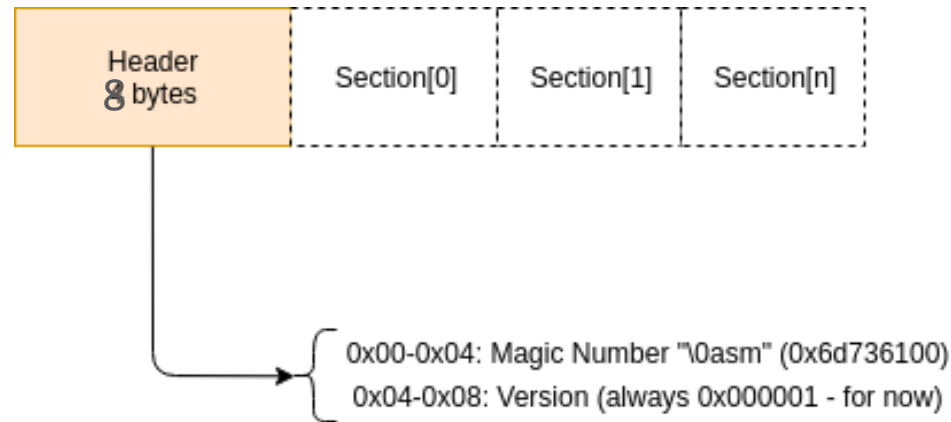 Header
8 bytes
Section[0]
Section[1]
Section[n]
0x00-0x04: Magic Number "\0asm" (0x6d736100)
0x04-0x08: Version (always 0x000001 - for now)